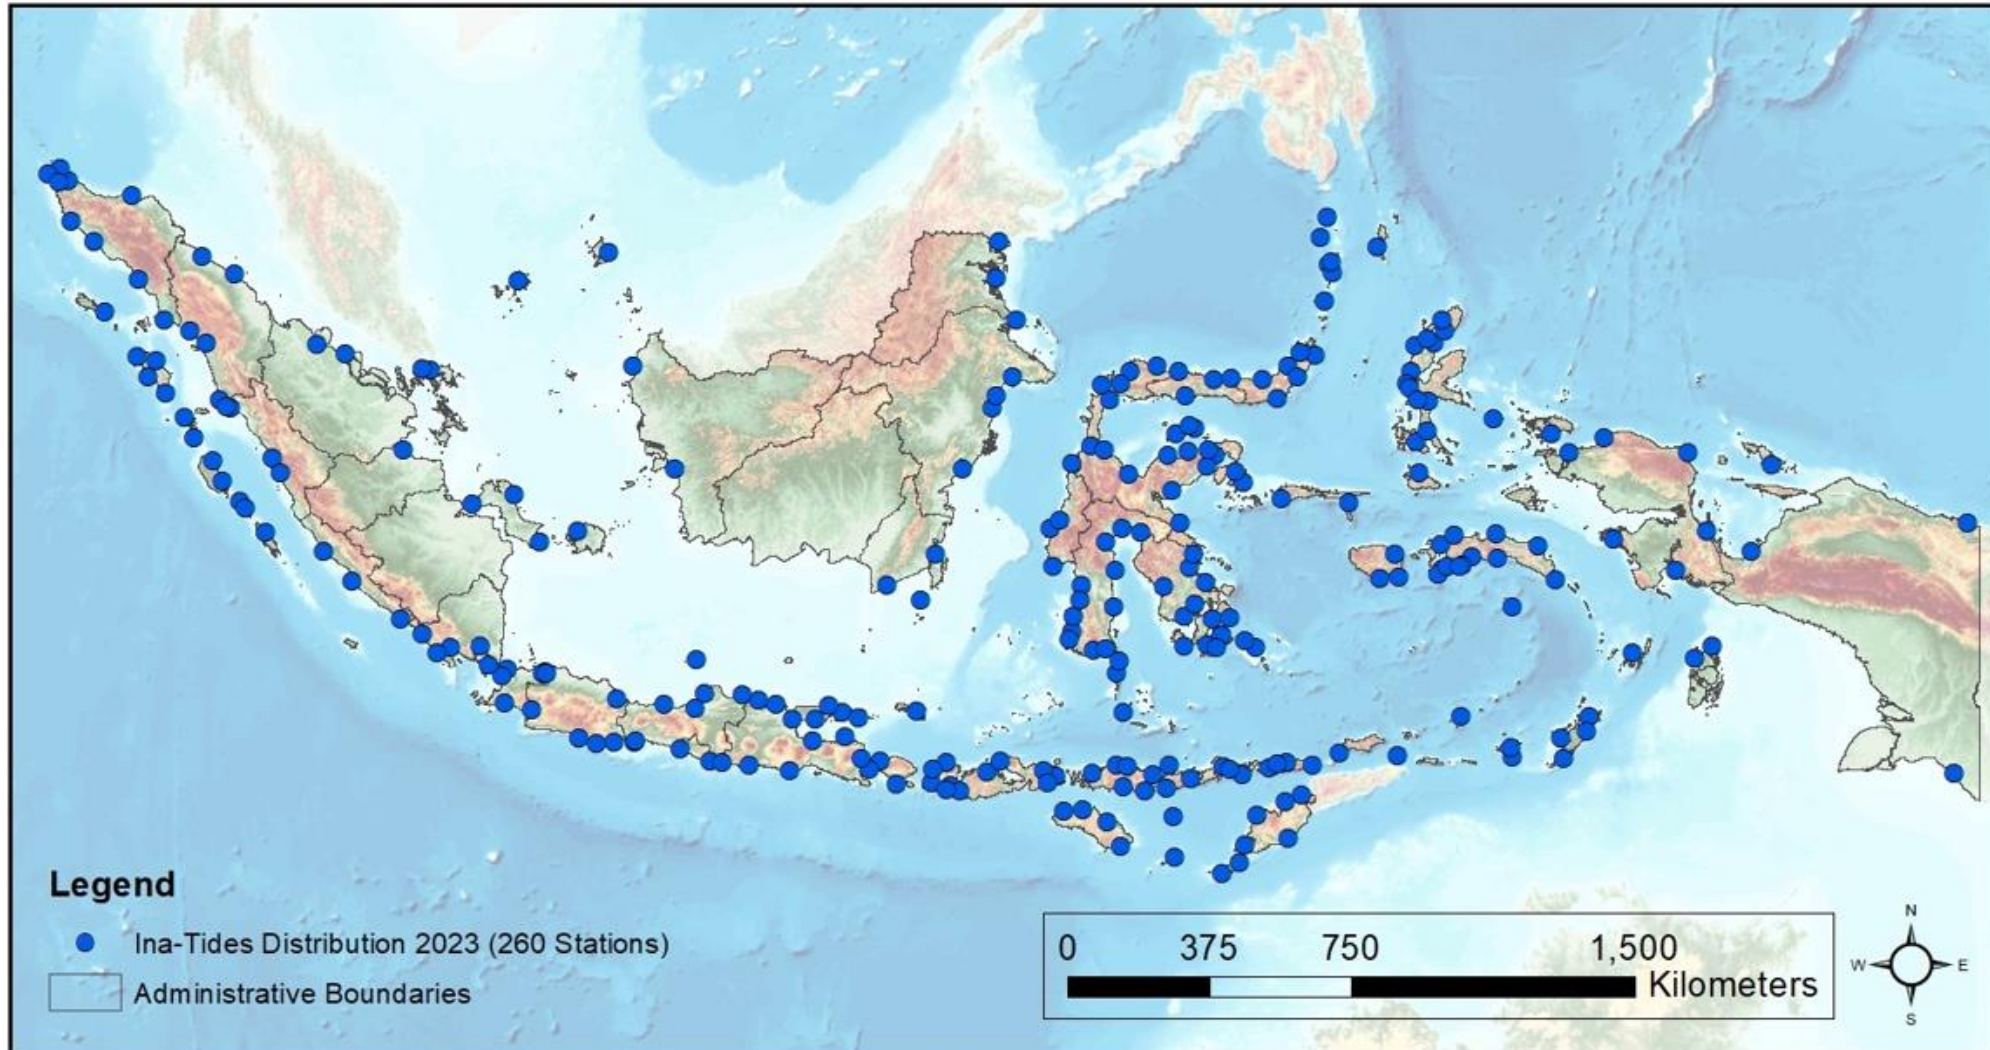 Legend
Ina-Tides Distribution 2023 (260 Stations)
Administrative Boundaries
0 375 750 1,500
Kilometers
N
W E
S